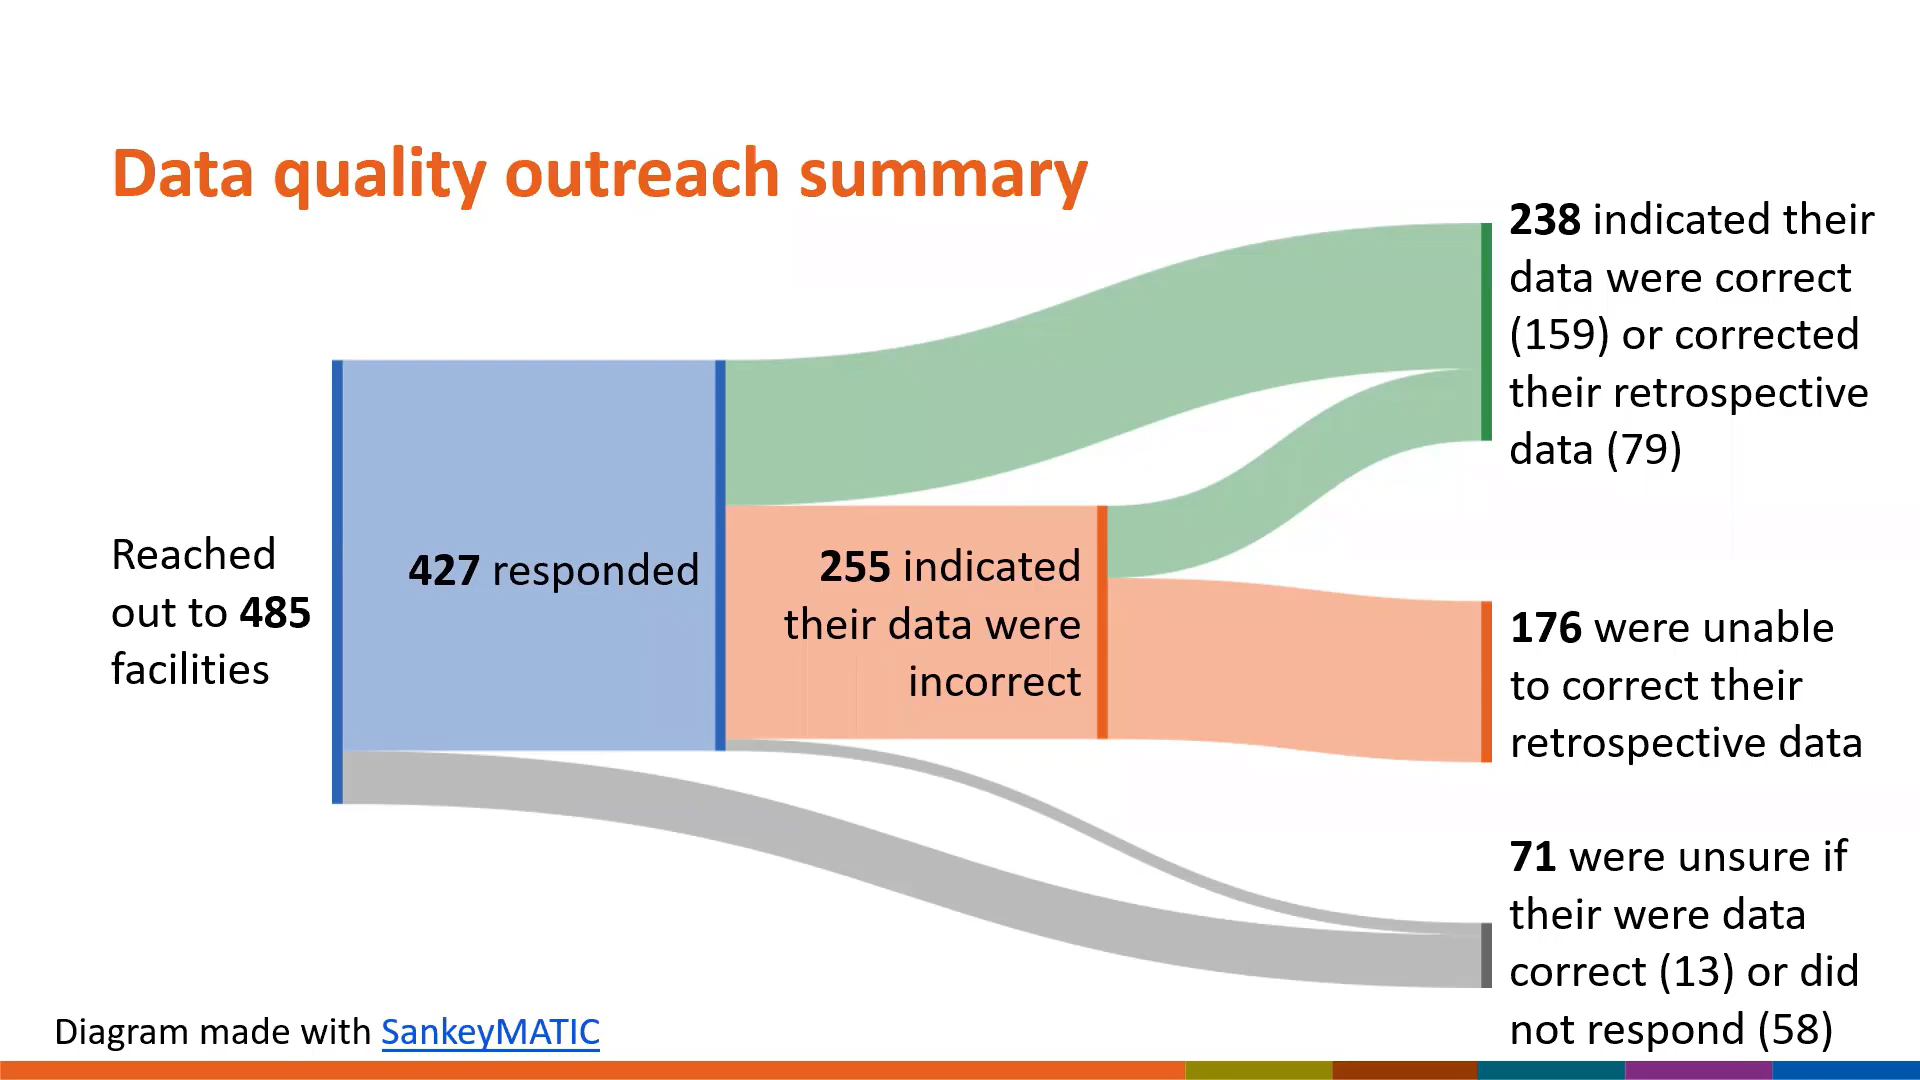 Data quality outreach summary
Reached
out to 485
facilities
427 responded
255 indicated
their data were
incorrect
238 indicated their
data were correct
(159) or corrected
their retrospective
data (79)
176 were unable
to correct their
retrospective data
71 were unsure if
their were data
correct (13) or did
not respond (58)
Diagram made with SankeyMATIC